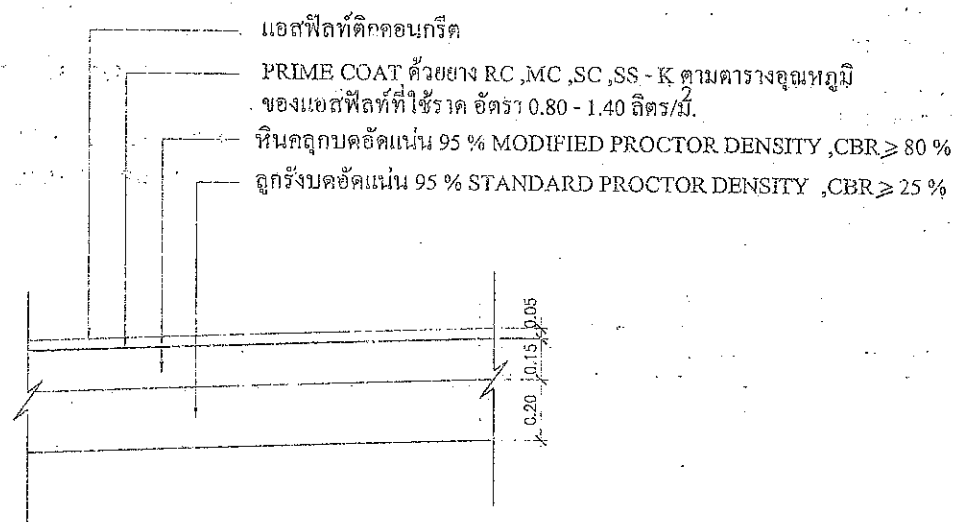 แอสฟัลท์ติกคอนกรีต
PRIME COAT ด้วยยาง RC ,MC ,SC ,SS - K ตามตารางอุณหภูมิ
ของแอสฟัลท์ที่ใช้ราด อัตรา 0.80 - 1.40 ลิตร/ม².
หินคลุกบดอัดแน่น 95 % MODIFIED PROCTOR DENSITY ,CBR ≥ 80 %
ลูกรังบดอัดแน่น 95 % STANDARD PROCTOR DENSITY ,CBR ≥ 25 %
0.05
0.15
0.20